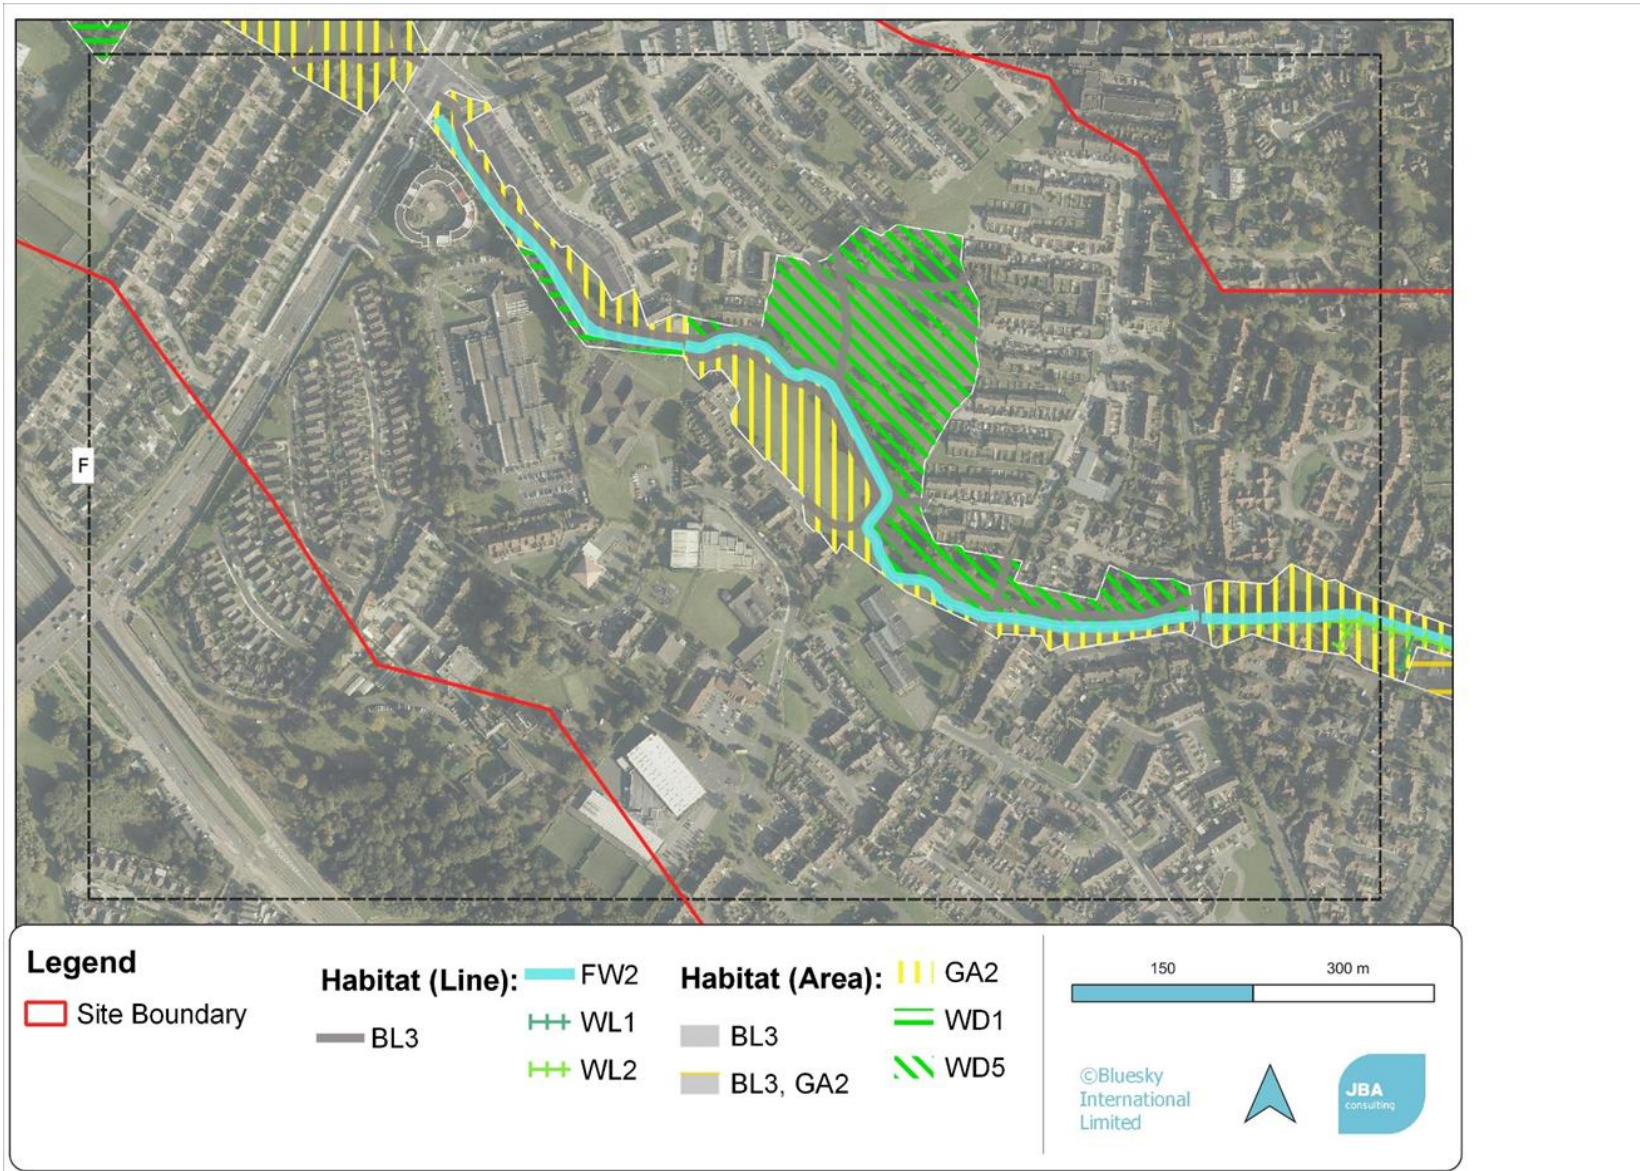 F
Legend
Site Boundary
Habitat (Line):
BL3
FW2
WL1
WL2
Habitat (Area):
BL3
BL3, GA2
GA2
WD1
WD5
150 300 m
©Bluesky
International
Limited
JBA
consulting